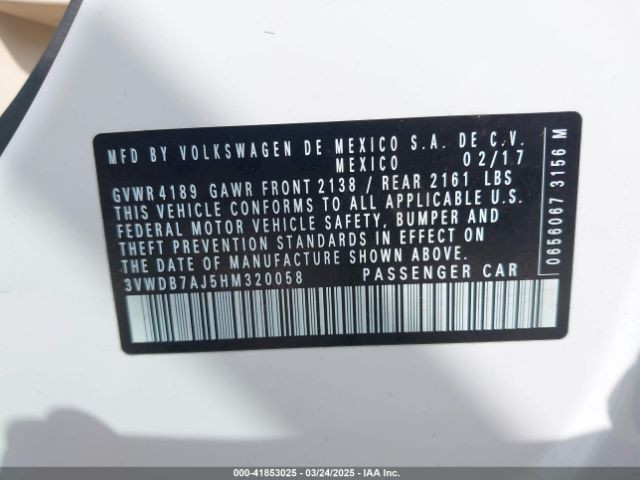 MFD BY VOLKSWAGEN DE MEXICO S.A. DE C.V.
MEXICO 02/17
GVWR 4189 GAWR FRONT 2138 / REAR 2161 LBS
THIS VEHICLE CONFORMS TO ALL APPLICABLE U.S.
FEDERAL MOTOR VEHICLE SAFETY, BUMPER AND
THEFT PREVENTION STANDARDS IN EFFECT ON
THE DATE OF MANUFACTURE SHOWN ABOVE.
3VWDB7AJ5HM320058 PASSENGER CAR
0656067 3156 M
00-41853025 - 03/24/2025 - IAA Inc.